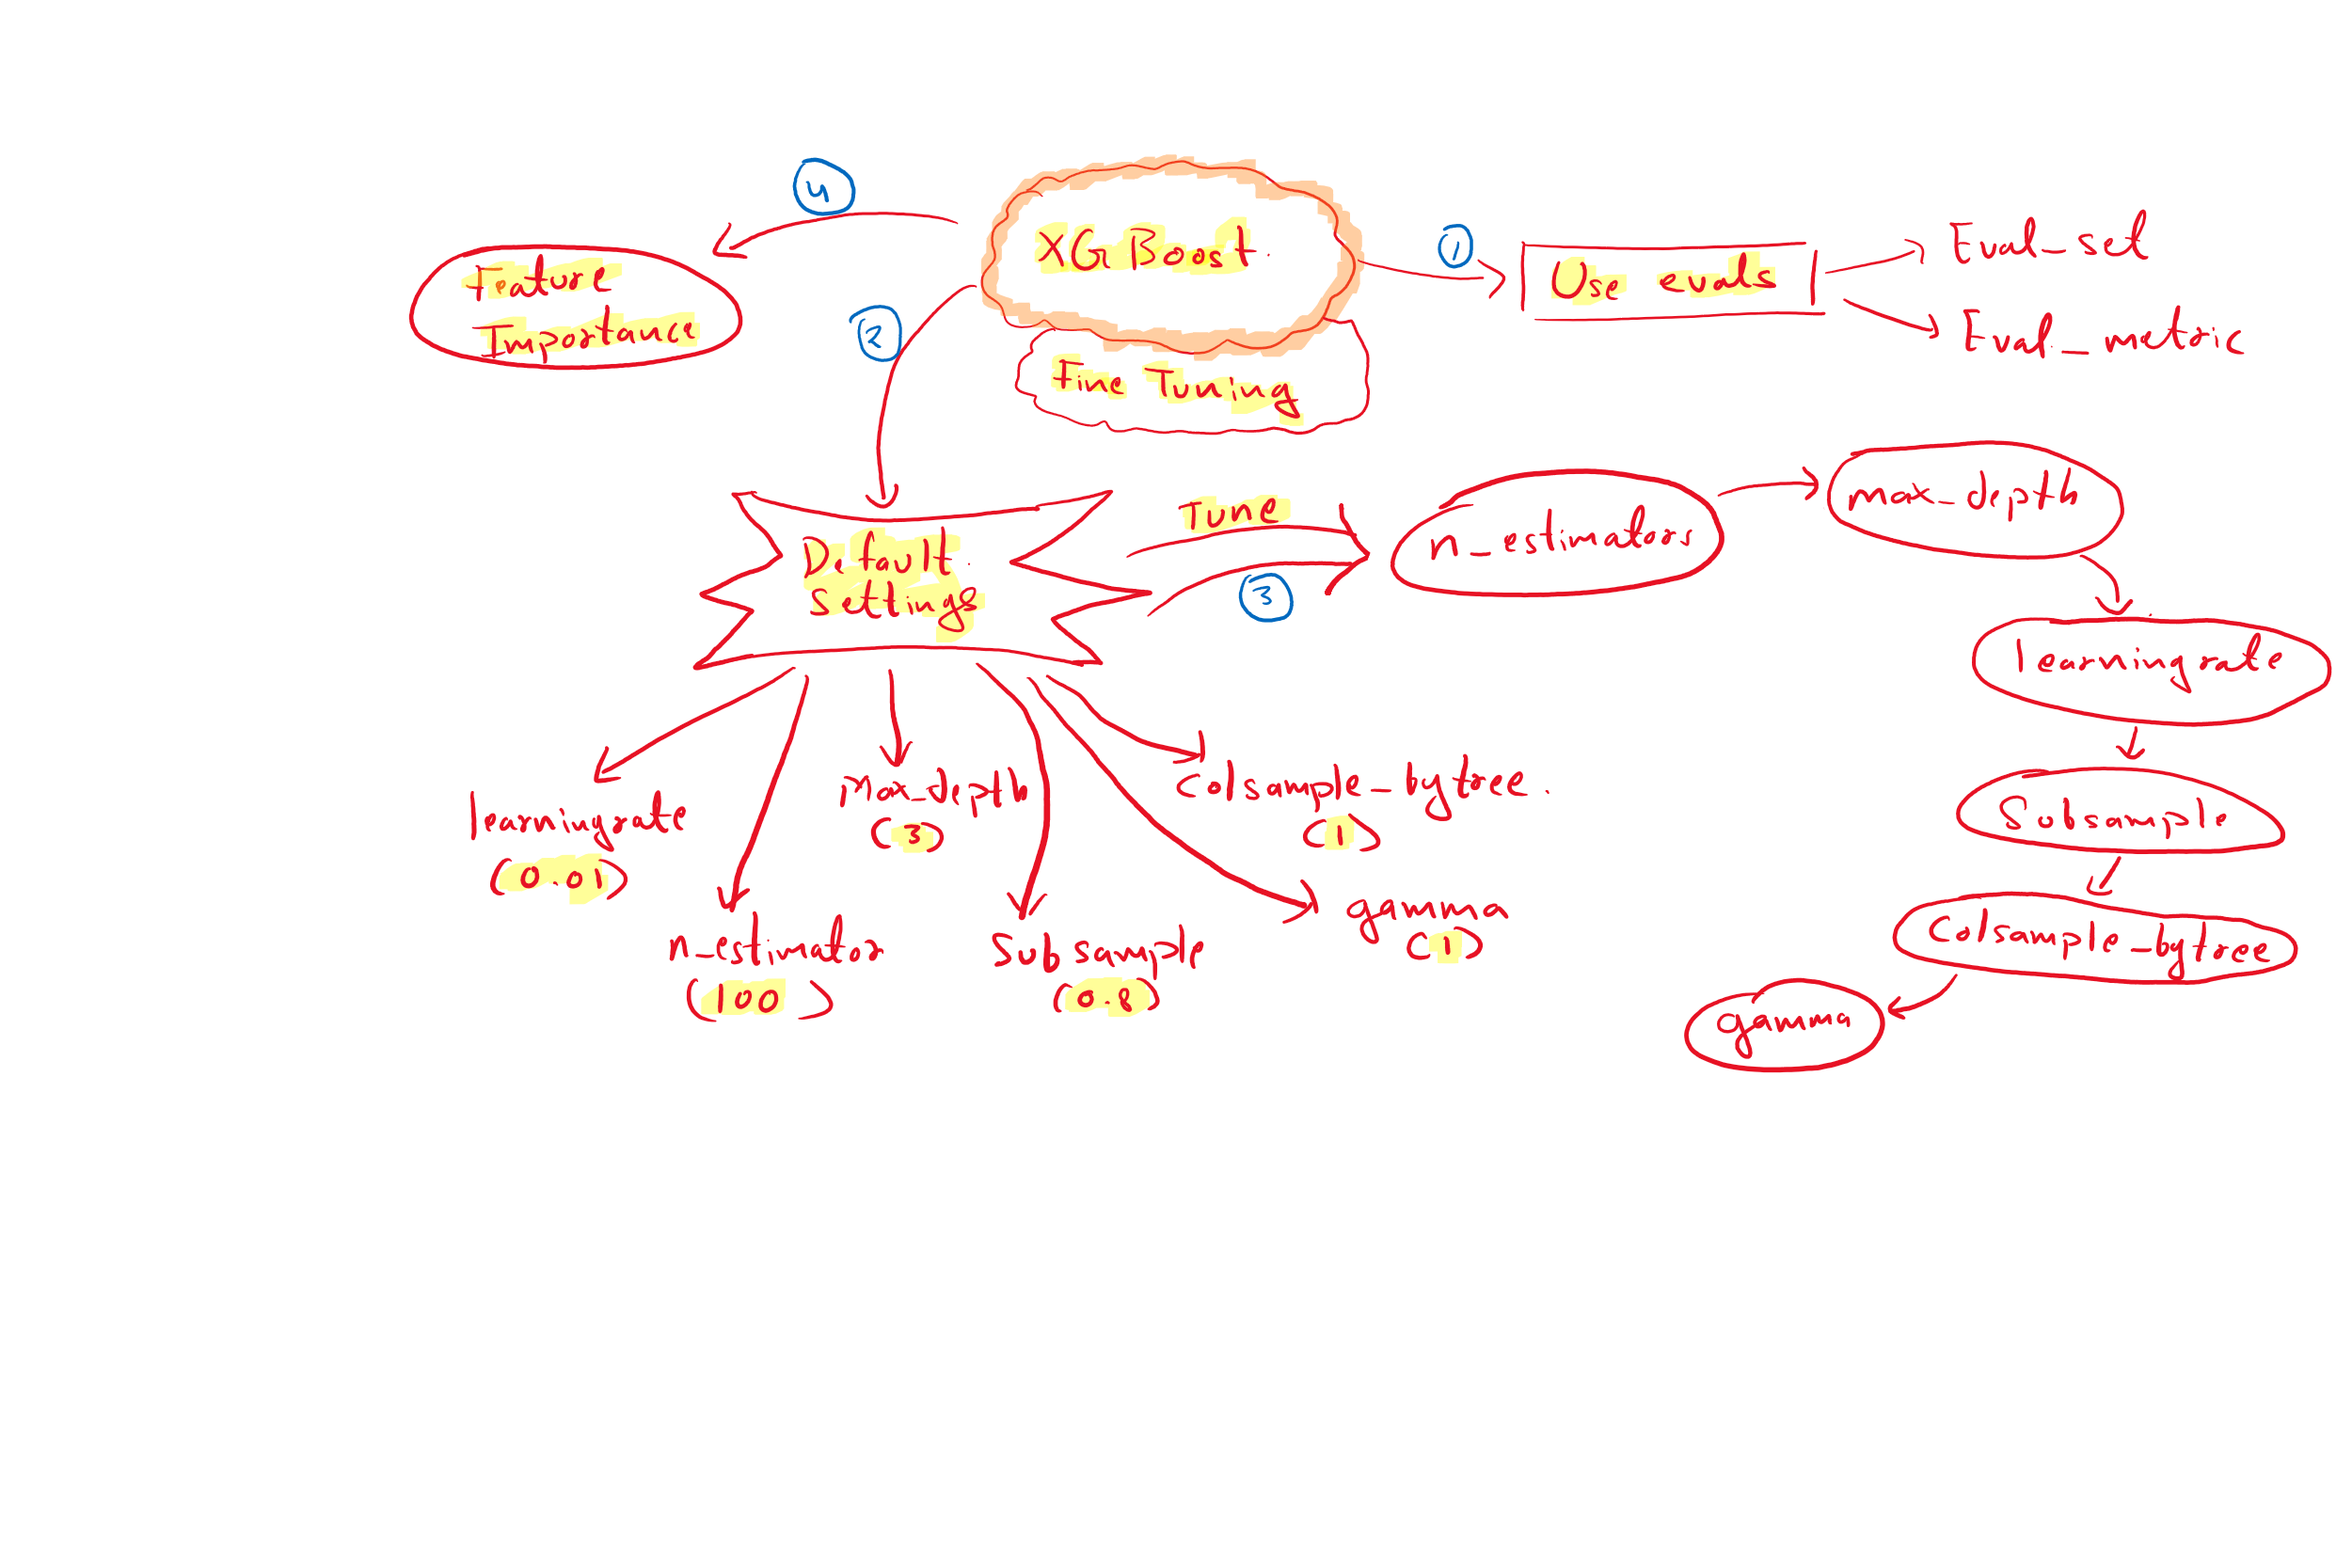 XGBoost.
Fine Tuning
1
Use evals
Eval_set
Eval_metric
2
Default.
Settings
learningrate
(0.01)
n_estimator
(100)
Max_depth
(3)
Subsample
(0.8)
Colsample_bytree.
(1)
gamma
(1)
Tune
3
n_estimators
max_depth
learningrate
Subsample
Colsample_bytree
gamma
4
Feature
Importance